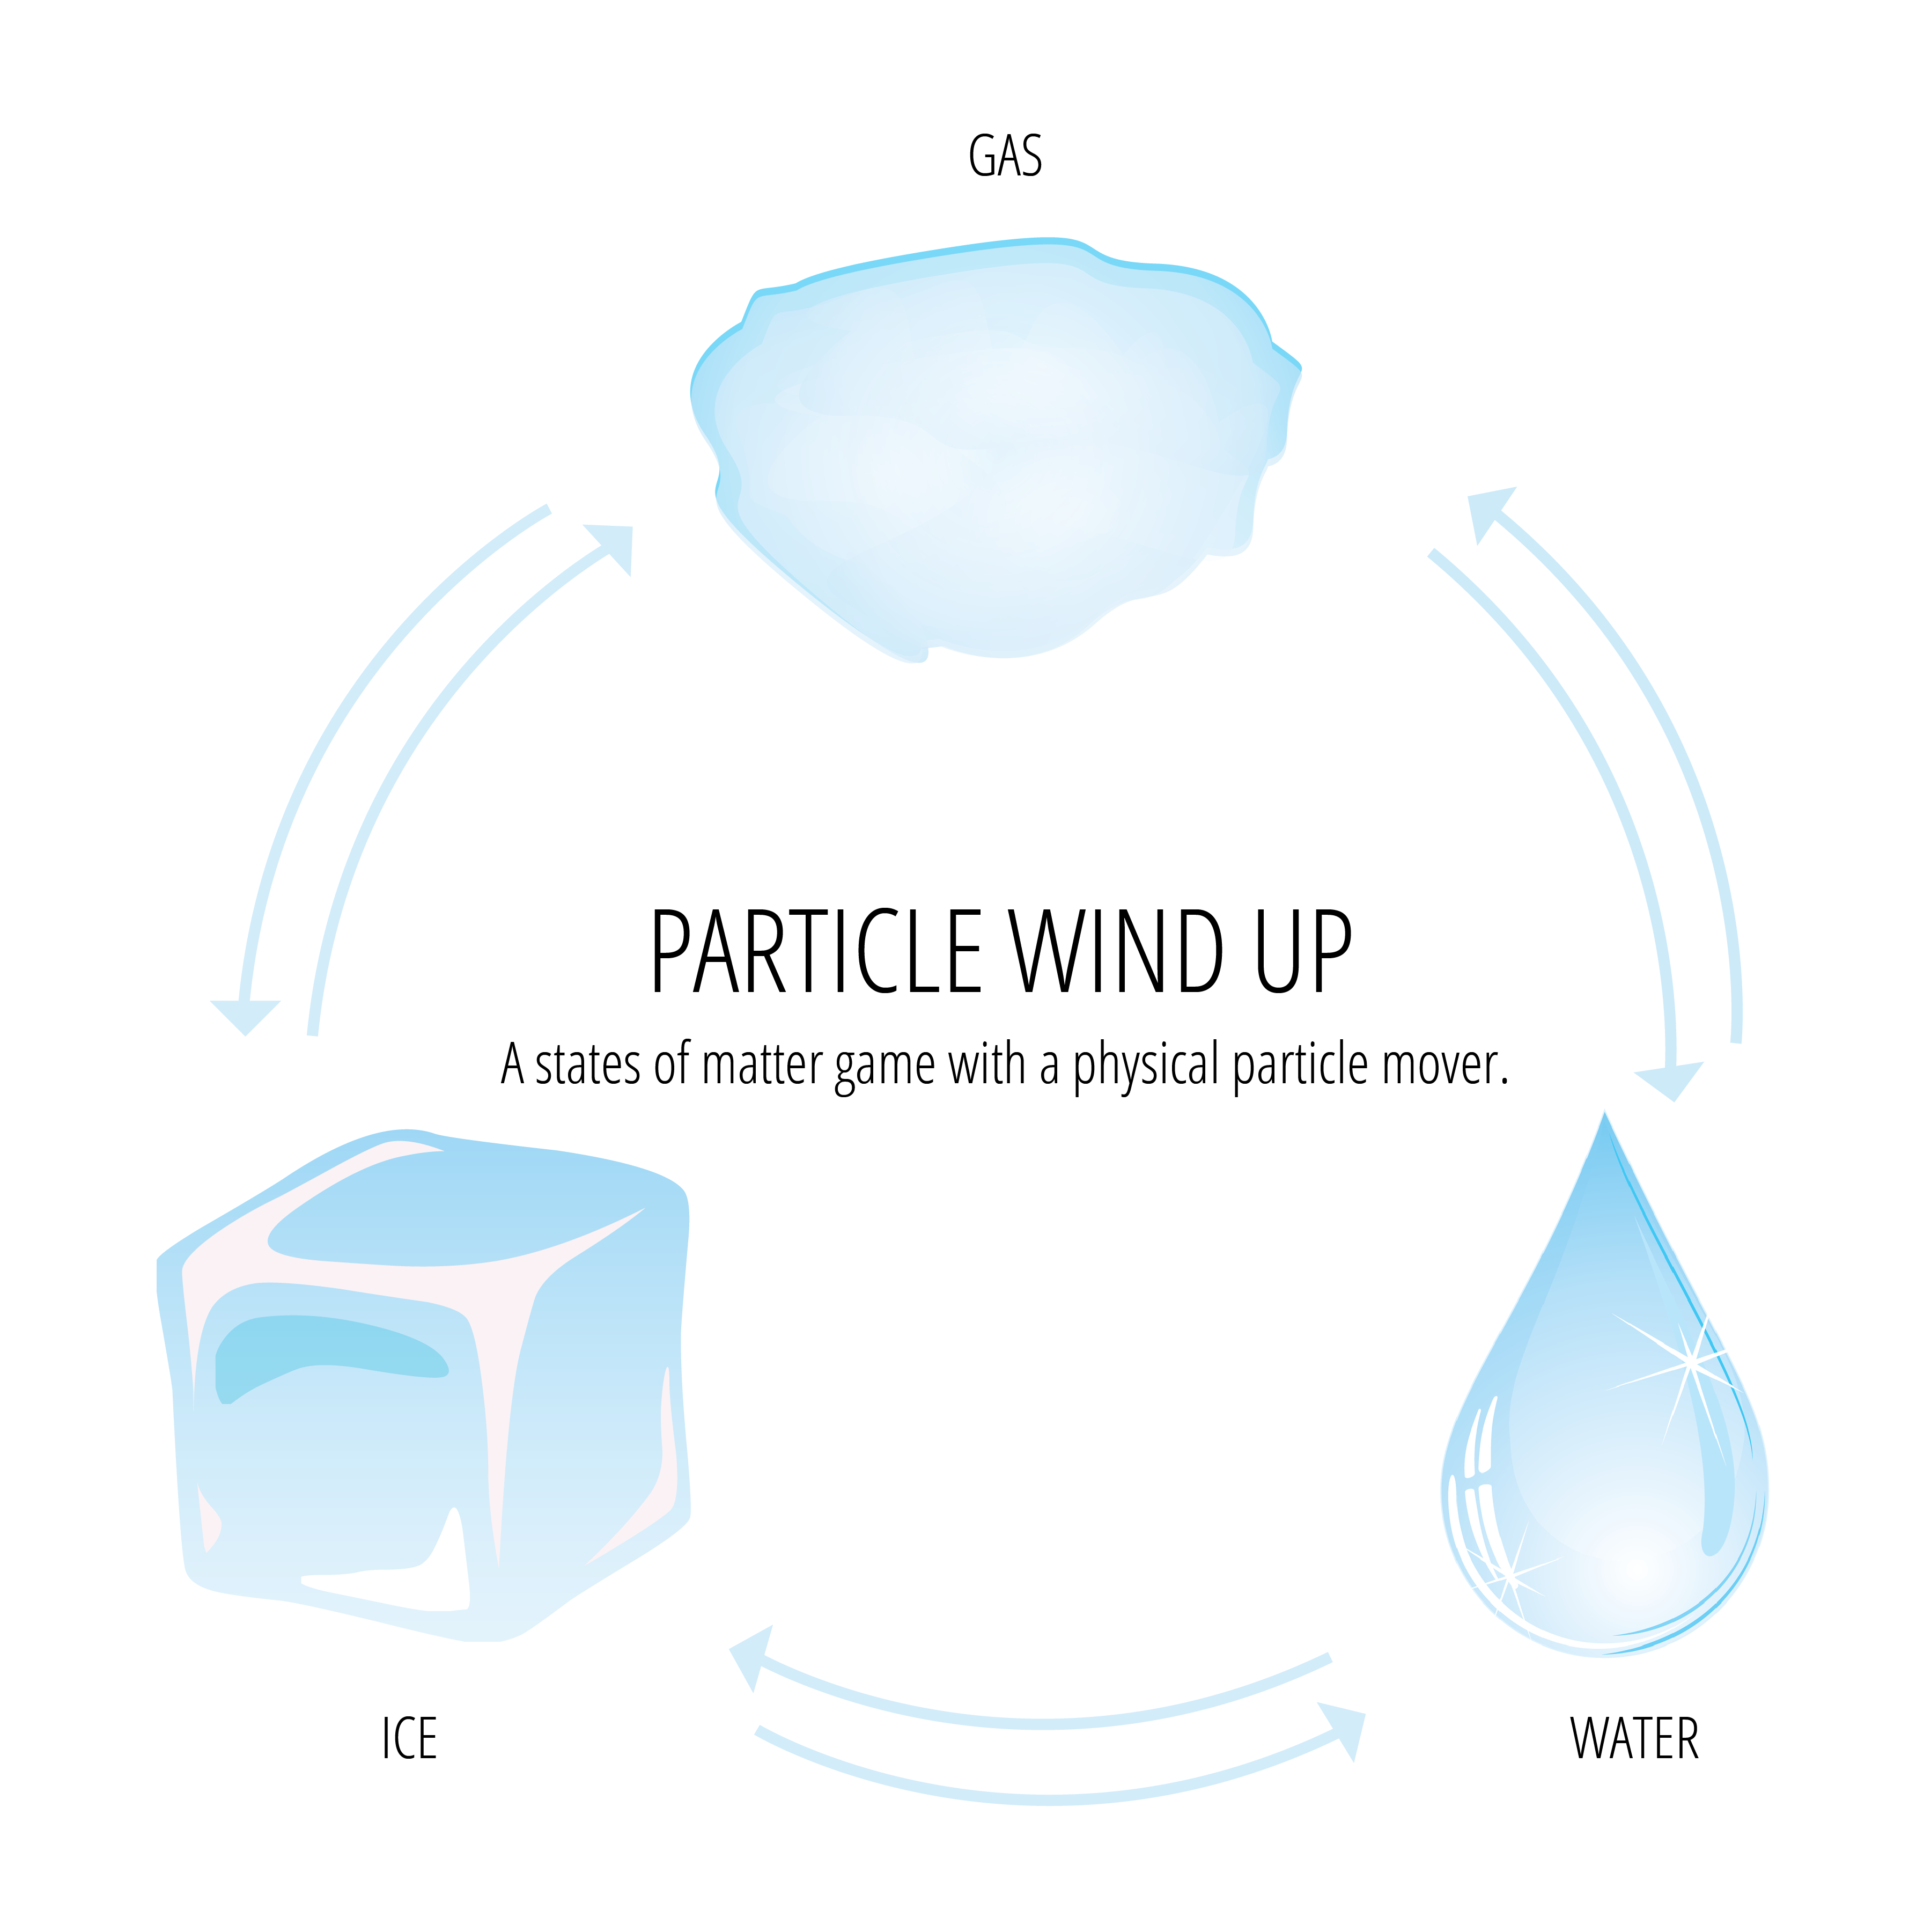 GAS
PARTICLE WIND UP
A states of matter game with a physical particle mover.
ICE
WATER